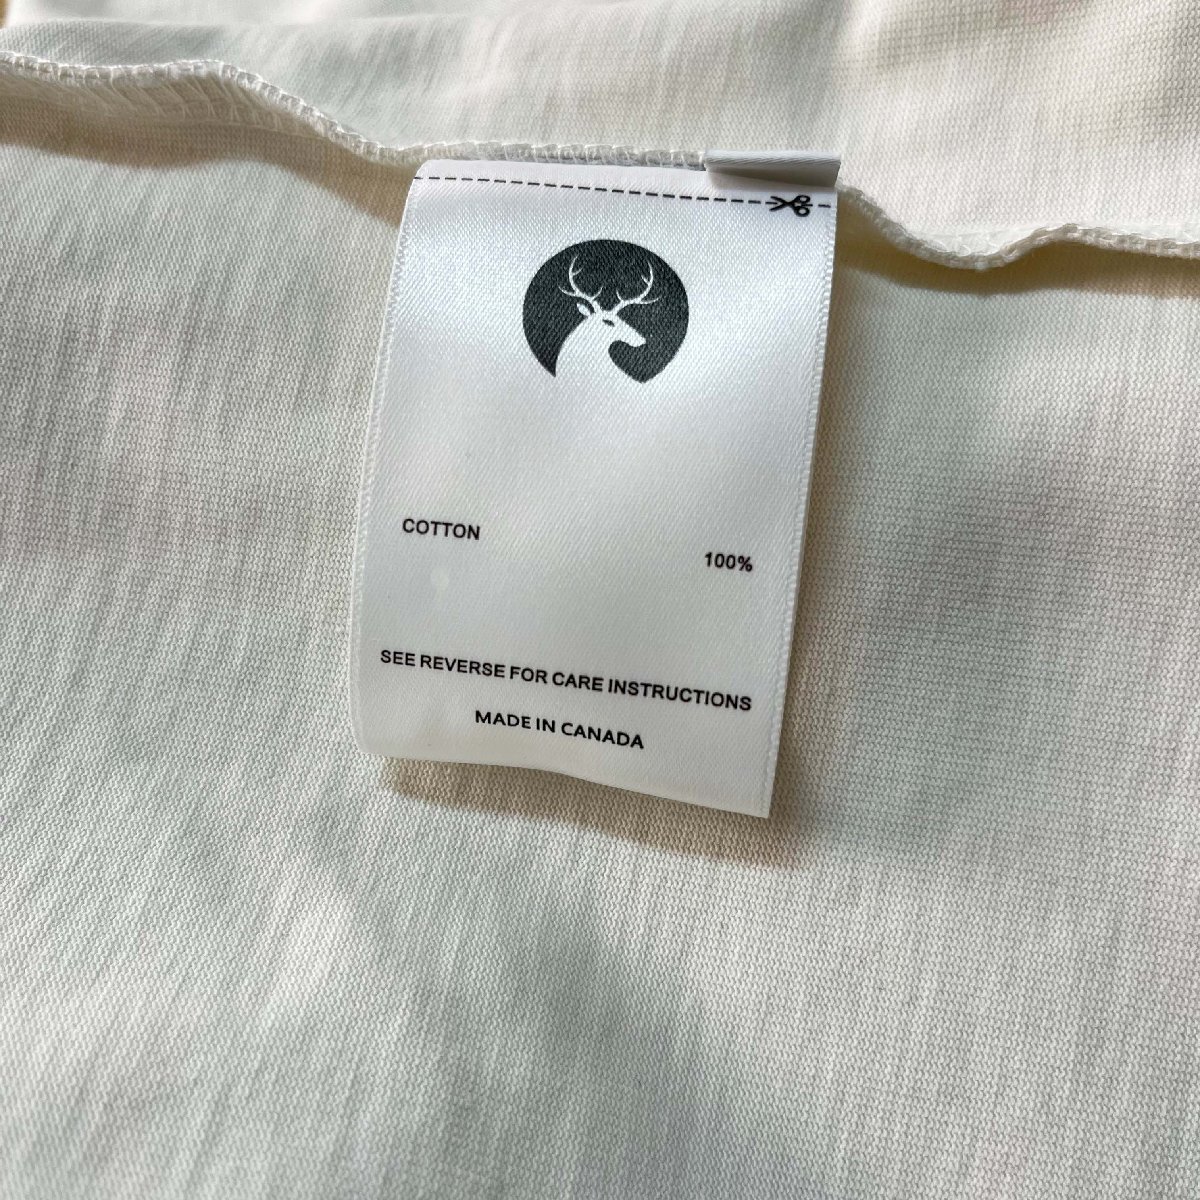 COTTON
100%
SEE REVERSE FOR CARE INSTRUCTIONS
MADE IN CANADA